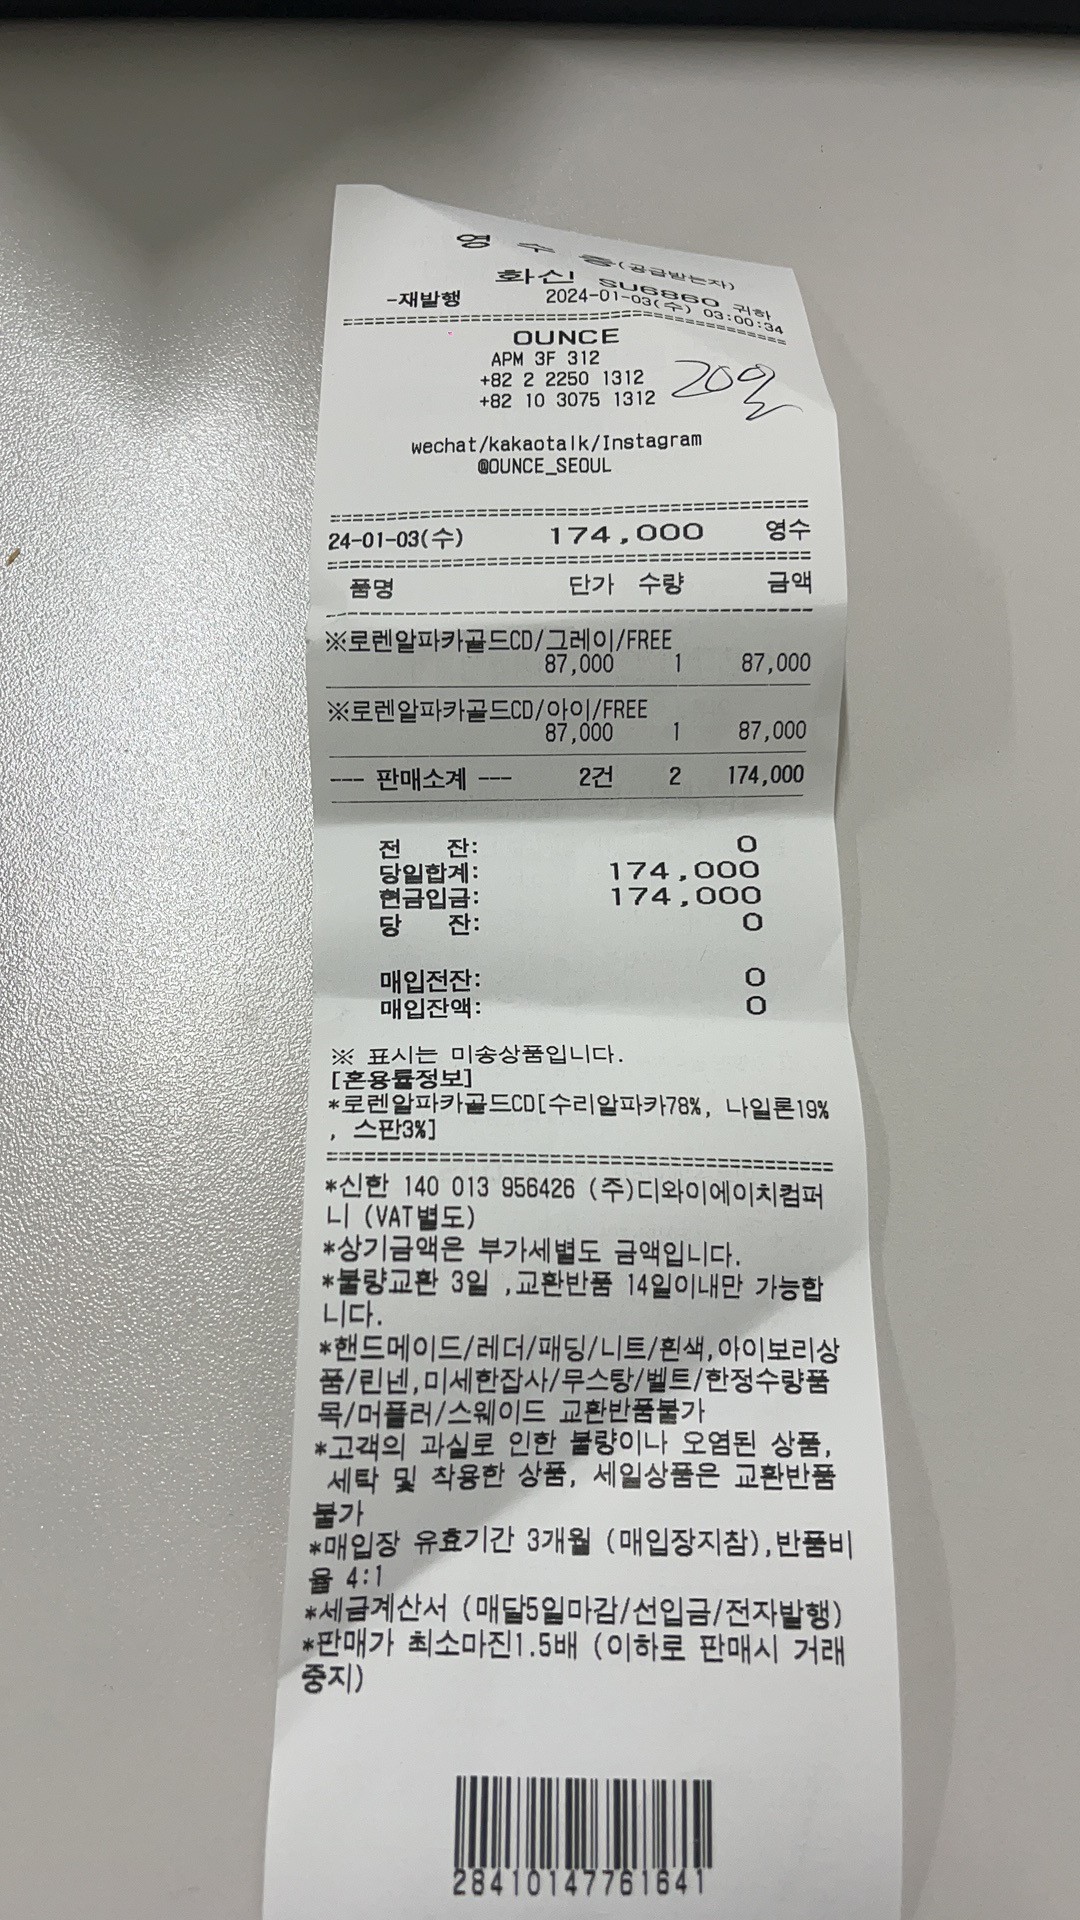 영 수 증(공급받는자)
화신 SU6860 귀하
-재발행 2024-01-03(수) 03:00:34
OUNCE
APM 3F 312
+82 2 2250 1312
+82 10 3075 1312
20일
wechat/kakaotalk/Instagram
@OUNCE_SEOUL
24-01-03(수) 174,000 영수
품명 단가 수량 금액
※로렌알파카골드CD/그레이/FREE
87,000 1 87,000
※로렌알파카골드CD/아이/FREE
87,000 1 87,000
--- 판매소계 --- 2건 2 174,000
전 잔: 0
당일합계: 174,000
현금입금: 174,000
당 잔: 0
매입전잔: 0
매입잔액: 0
※ 표시는 미송상품입니다.
[혼용률정보]
*로렌알파카골드CD[수리알파카78%, 나일론19%
, 스판3%]
*신한 140 013 956426 (주)디와이에이치컴퍼
니 (VAT별도)
*상기금액은 부가세별도 금액입니다.
*불량교환 3일 ,교환반품 14일이내만 가능합
니다.
*핸드메이드/레더/패딩/니트/흰색,아이보리상
품/린넨,미세한잡사/무스탕/벨트/한정수량품
목/머플러/스웨이드 교환반품불가
*고객의 과실로 인한 불량이나 오염된 상품,
세탁 및 착용한 상품, 세일상품은 교환반품
불가
*매입장 유효기간 3개월 (매입장지참),반품비
율 4:1
*세금계산서 (매달5일마감/선입금/전자발행)
*판매가 최소마진1.5배 (이하로 판매시 거래
중지)
28410147761641